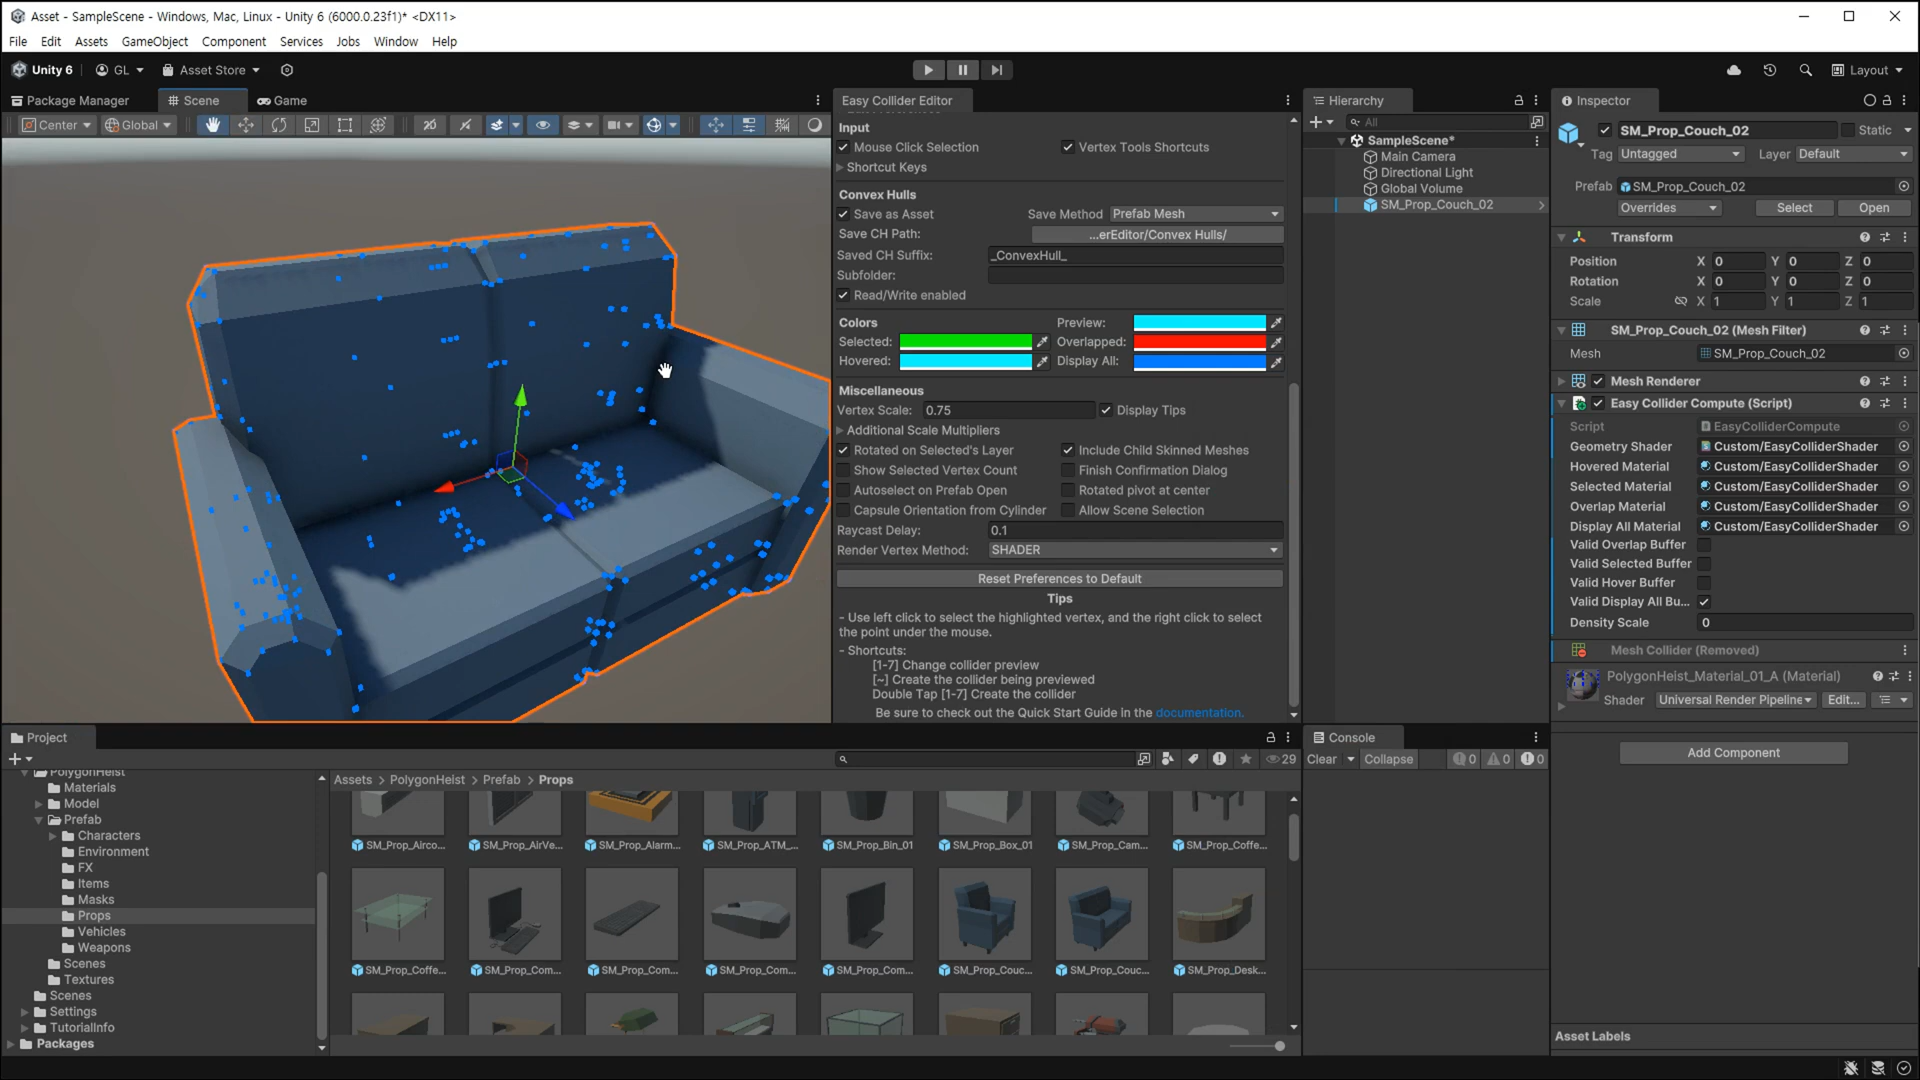 Asset - SampleScene - Windows, Mac, Linux - Unity 6 (6000.0.23f1)* <DX11>
File Edit Assets GameObject Component Services Jobs Window Help
Unity 6 GL Asset Store Layout
Package Manager Scene Game
Center Global
Easy Collider Editor
Input
Mouse Click Selection Vertex Tools Shortcuts
Shortcut Keys
Convex Hulls
Save as Asset Save Method Prefab Mesh
Save CH Path: ...erEditor/Convex Hulls/
Saved CH Suffix: _ConvexHull_
Subfolder:
Read/Write enabled
Colors Preview:
Selected: Overlapped:
Hovered: Display All:
Miscellaneous
Vertex Scale: 0.75 Display Tips
Additional Scale Multipliers
Rotated on Selected's Layer Include Child Skinned Meshes
Show Selected Vertex Count Finish Confirmation Dialog
Autoselect on Prefab Open Rotated pivot at center
Capsule Orientation from Cylinder Allow Scene Selection
Raycast Delay: 0.1
Render Vertex Method: SHADER
Reset Preferences to Default
Tips
- Use left click to select the highlighted vertex, and the right click to select
the point under the mouse.
- Shortcuts:
[1-7] Change collider preview
[~] Create the collider being previewed
Double Tap [1-7] Create the collider
Be sure to check out the Quick Start Guide in the documentation.
Hierarchy
All
SampleScene*
Main Camera
Directional Light
Global Volume
SM_Prop_Couch_02
Inspector
SM_Prop_Couch_02 Static
Tag Untagged Layer Default
Prefab SM_Prop_Couch_02
Overrides Select Open
Transform
Position X 0 Y 0 Z 0
Rotation X 0 Y 0 Z 0
Scale X 1 Y 1 Z 1
SM_Prop_Couch_02 (Mesh Filter)
Mesh SM_Prop_Couch_02
Mesh Renderer
Easy Collider Compute (Script)
Script EasyColliderCompute
Geometry Shader Custom/EasyColliderShader
Hovered Material Custom/EasyColliderShader
Selected Material Custom/EasyColliderShader
Overlap Material Custom/EasyColliderShader
Display All Material Custom/EasyColliderShader
Valid Overlap Buffer
Valid Selected Buffer
Valid Hover Buffer
Valid Display All Bu...
Density Scale 0
Mesh Collider (Removed)
PolygonHeist_Material_01_A (Material)
Shader Universal Render Pipeline Edit...
Add Component
Asset Labels
Project
29
PolygonHeist
Materials
Model
Prefab
Characters
Environment
FX
Items
Masks
Props
Vehicles
Weapons
Scenes
Textures
Scenes
Settings
TutorialInfo
Packages
Assets > PolygonHeist > Prefab > Props
SM_Prop_Airco... SM_Prop_AirVe... SM_Prop_Alarm... SM_Prop_ATM_... SM_Prop_Bin_01 SM_Prop_Box_01 SM_Prop_Cam... SM_Prop_Coffe...
SM_Prop_Coffe... SM_Prop_Com... SM_Prop_Com... SM_Prop_Com... SM_Prop_Com... SM_Prop_Couc... SM_Prop_Couc... SM_Prop_Desk...
Console
Clear Collapse 0 0 0